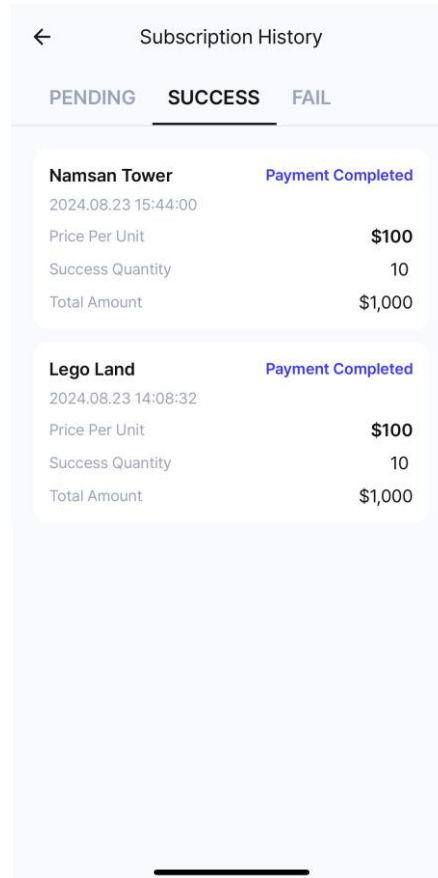 Subscription History
PENDING SUCCESS FAIL
Namsan Tower Payment Completed
2024.08.23 15:44:00
Price Per Unit $100
Success Quantity 10
Total Amount $1,000
Lego Land Payment Completed
2024.08.23 14:08:32
Price Per Unit $100
Success Quantity 10
Total Amount $1,000